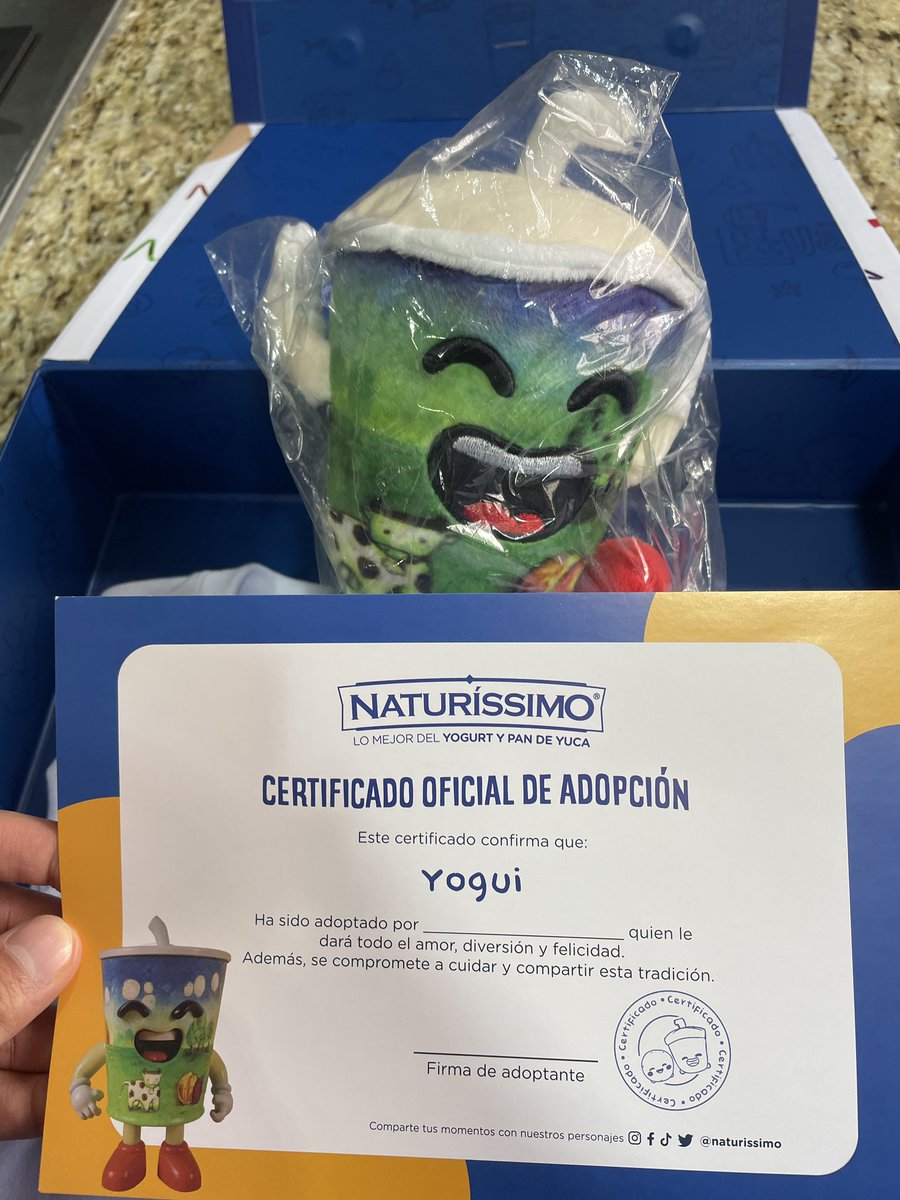 NATURÍSSIMO®
LO MEJOR DEL YOGURT Y PAN DE YUCA
CERTIFICADO OFICIAL DE ADOPCIÓN
Este certificado confirma que:
Yogui
Ha sido adoptado por ____________________ quien le
dará todo el amor, diversión y felicidad.
Además, se compromete a cuidar y compartir esta tradición.
Certificado • Certificado • Certificado • Certificado •
Firma de adoptante
Comparte tus momentos con nuestros personajes @naturissimo